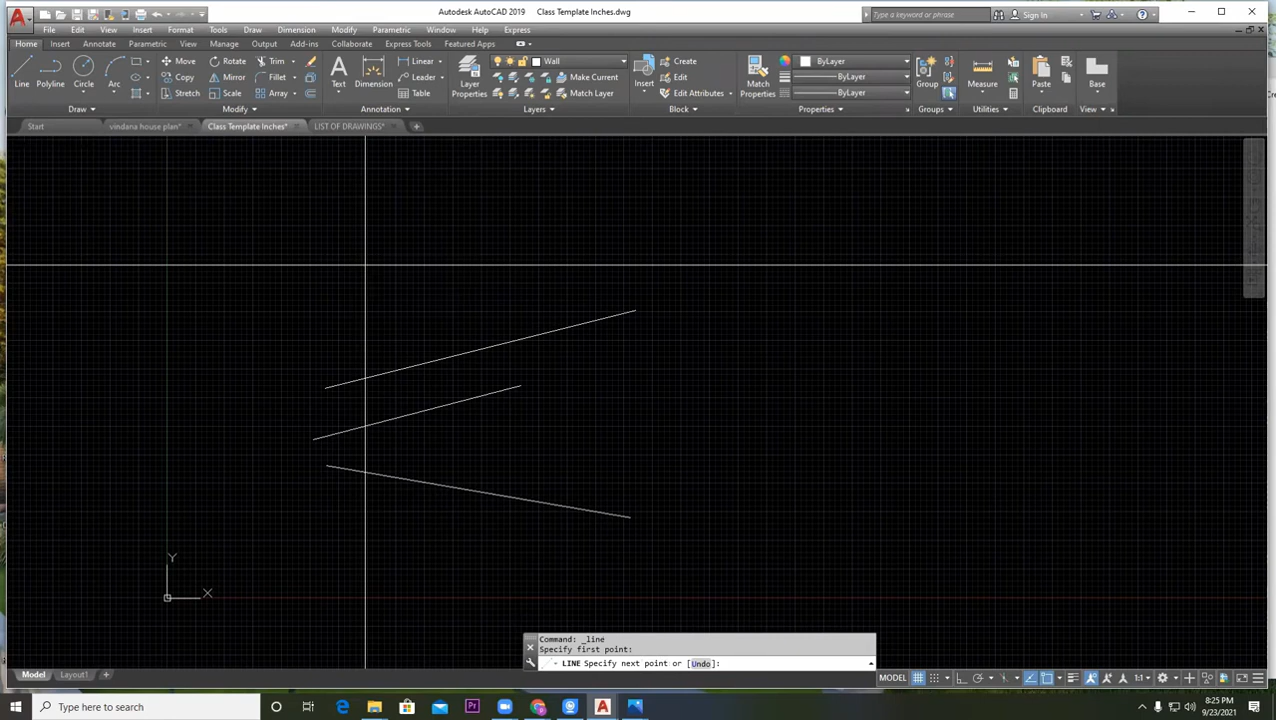 Autodesk AutoCAD 2019 Class Template Inches.dwg
Type a keyword or phrase
Sign In
File Edit View Insert Format Tools Draw Dimension Modify Parametric Window Help Express
Home Insert Annotate Parametric View Manage Output Add-ins Collaborate Express Tools Featured Apps
Line Polyline Circle Arc
Move Rotate Trim
Copy Mirror Fillet
Stretch Scale Array
Text Dimension
Linear
Leader
Table
Layer Properties
Wall
Make Current
Match Layer
Insert
Create
Edit
Edit Attributes
Match Properties
ByLayer
ByLayer
ByLayer
Group
Measure
Paste
Base
Draw Modify Annotation Layers Block Properties Groups Utilities Clipboard View
Start vindana house plan* Class Template Inches* LIST OF DRAWINGS*
Y
X
Command: _line
Specify first point:
LINE Specify next point or [Undo]:
Model Layout1
MODEL
1:1
Type here to search
Pr
8:25 PM
9/23/2021